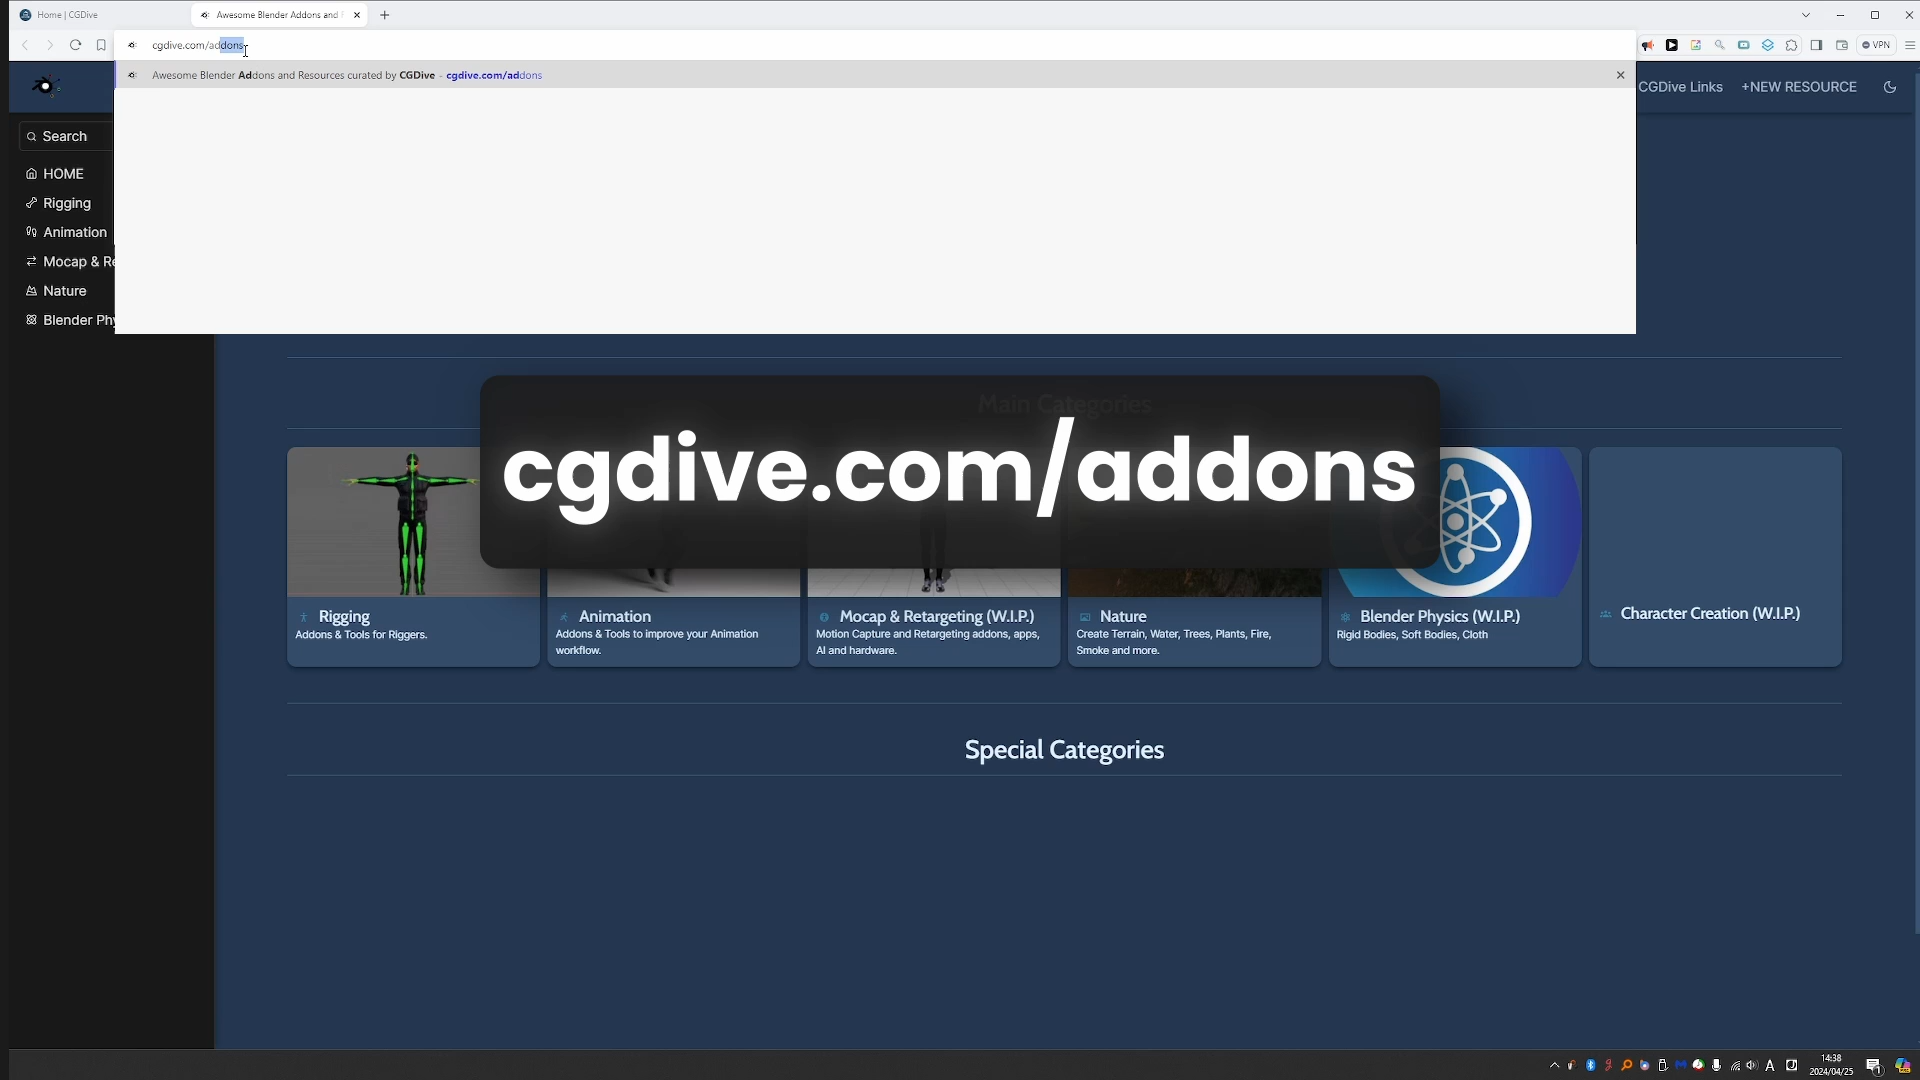 Home | CGDive
Awesome Blender Addons and
cgdive.com/addons
VPN
Awesome Blender Addons and Resources curated by CGDive - cgdive.com/addons
CGDive Links
+NEW RESOURCE
Search
HOME
Rigging
Animation
Mocap & Re
Nature
Blender Phy
Main Categories
cgdive.com/addons
Rigging
Addons & Tools for Riggers.
Animation
Addons & Tools to improve your Animation
workflow.
Mocap & Retargeting (W.I.P.)
Motion Capture and Retargeting addons, apps,
AI and hardware.
Nature
Create Terrain, Water, Trees, Plants, Fire,
Smoke and more.
Blender Physics (W.I.P.)
Rigid Bodies, Soft Bodies, Cloth
Character Creation (W.I.P.)
Special Categories
A
14:38
2024/04/25